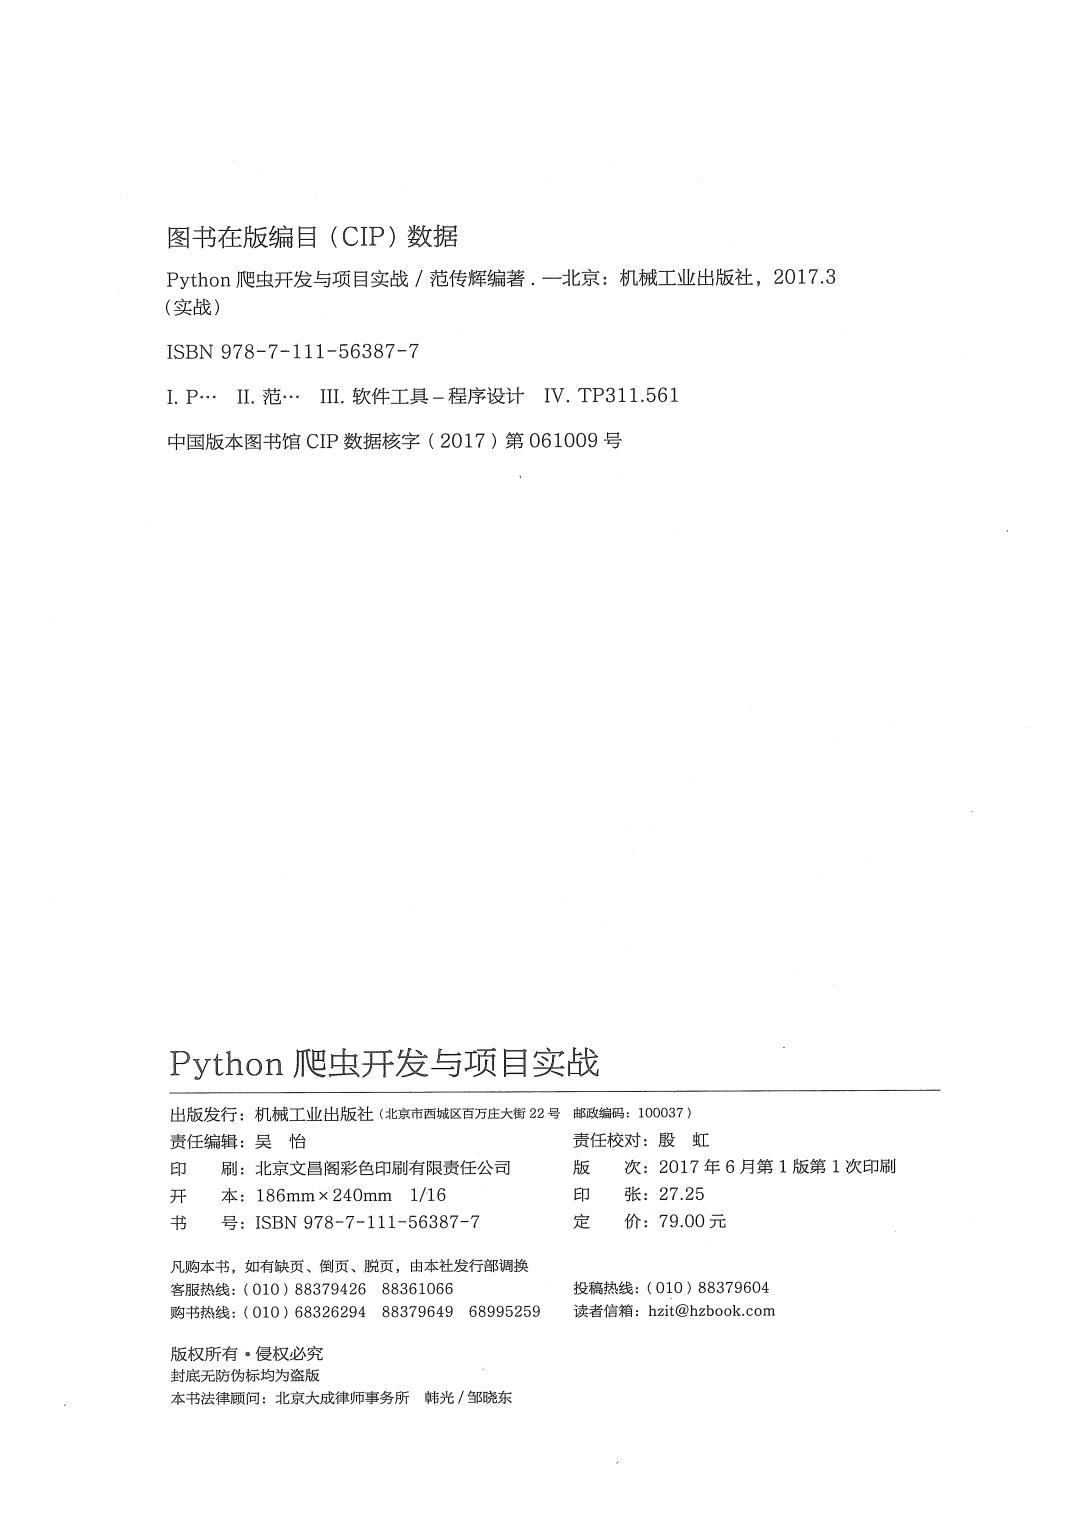 图书在版编目（CIP）数据
Python 爬虫开发与项目实战 / 范传辉编著 . —北京：机械工业出版社，2017.3
（实战）
ISBN 978-7-111-56387-7
I. P… II. 范… III. 软件工具 – 程序设计 IV. TP311.561
中国版本图书馆 CIP 数据核字（2017）第 061009 号
Python 爬虫开发与项目实战
出版发行：机械工业出版社（北京市西城区百万庄大街 22 号 邮政编码：100037）
责任编辑：吴 怡 责任校对：殷 虹
印 刷：北京文昌阁彩色印刷有限责任公司 版 次：2017 年 6 月第 1 版第 1 次印刷
开 本：186mm×240mm 1/16 印 张：27.25
书 号：ISBN 978-7-111-56387-7 定 价：79.00 元
凡购本书，如有缺页、倒页、脱页，由本社发行部调换
客服热线：（010）88379426 88361066 投稿热线：（010）88379604
购书热线：（010）68326294 88379649 68995259 读者信箱：hzit@hzbook.com
版权所有·侵权必究
封底无防伪标均为盗版
本书法律顾问：北京大成律师事务所 韩光 / 邹晓东